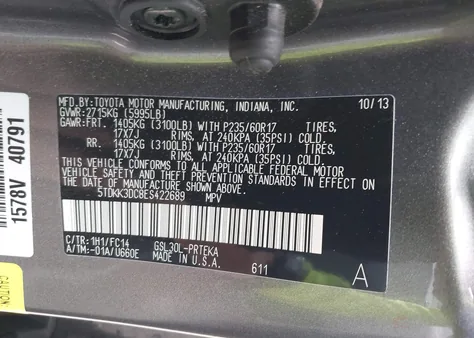 MFD. BY: TOYOTA MOTOR MANUFACTURING, INDIANA, INC. 10/13
GVWR: 2715KG (5995LB)
GAWR: FRT. 1405KG (3100LB) WITH P235/60R17 TIRES,
17X7J RIMS, AT 240KPA (35PSI) COLD.
RR. 1405KG (3100LB) WITH P235/60R17 TIRES,
17X7J RIMS, AT 240KPA (35PSI) COLD.
THIS VEHICLE CONFORMS TO ALL APPLICABLE FEDERAL MOTOR
VEHICLE SAFETY THEFT PREVENTION STANDARDS IN
EFFECT ON THE DATE OF MANUFACTURE SHOWN ABOVE.
5TDKK3DC8ES422689 MPV
C/TR: 1H1/FC14 GSL30L-PRTEKA
A/TM: -01A/U660E MADE IN U.S.A. 611 A
157AV 40791
CAUTION